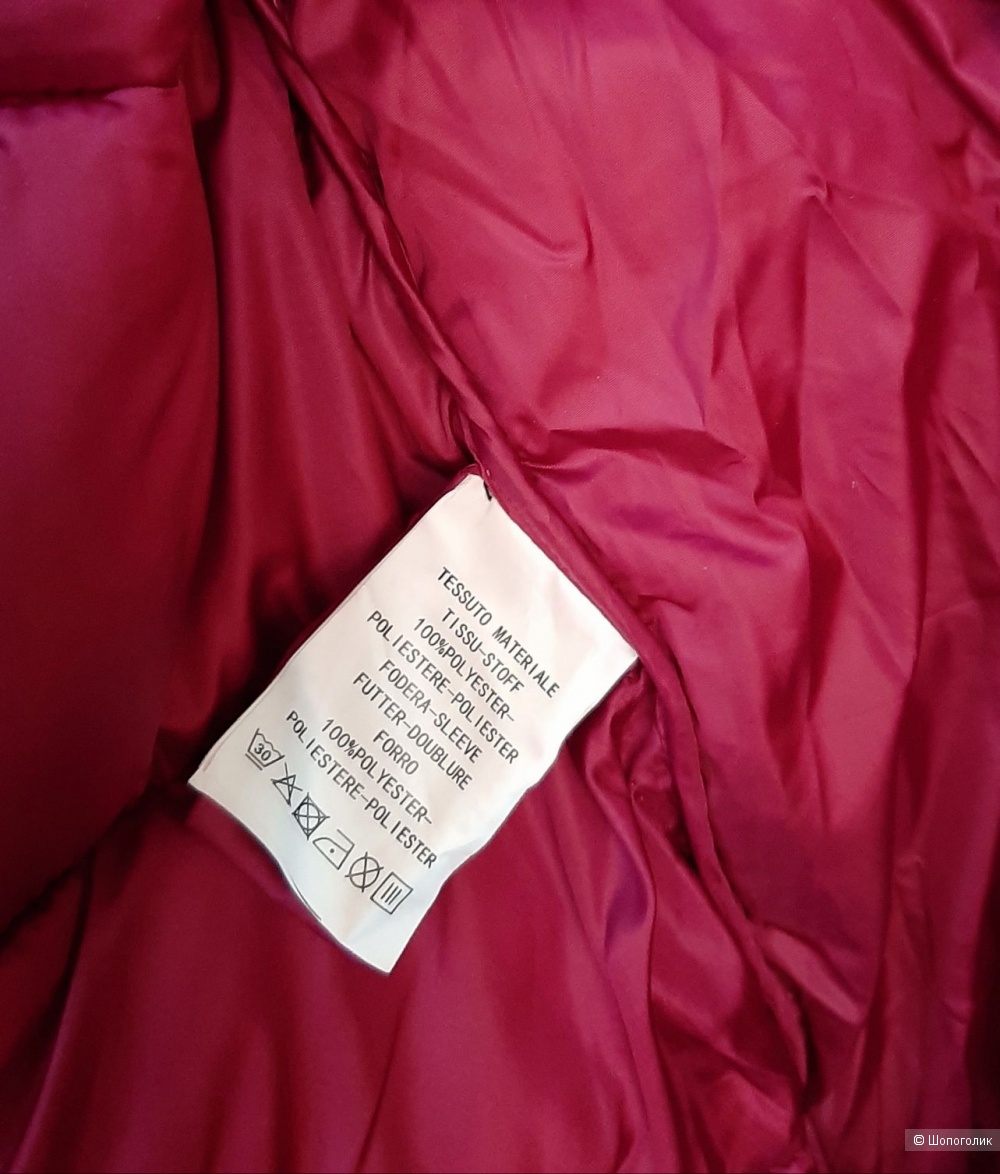 TESSUTO MATERIALE
TISSU-STOFF
100%POLYESTER-
POLIESTERE-POLIESTER
FODERA-SLEEVE
FUTTER-DOUBLURE
FORRO
100%POLYESTER-
POLIESTERE-POLIESTER
30
© Шопоголик